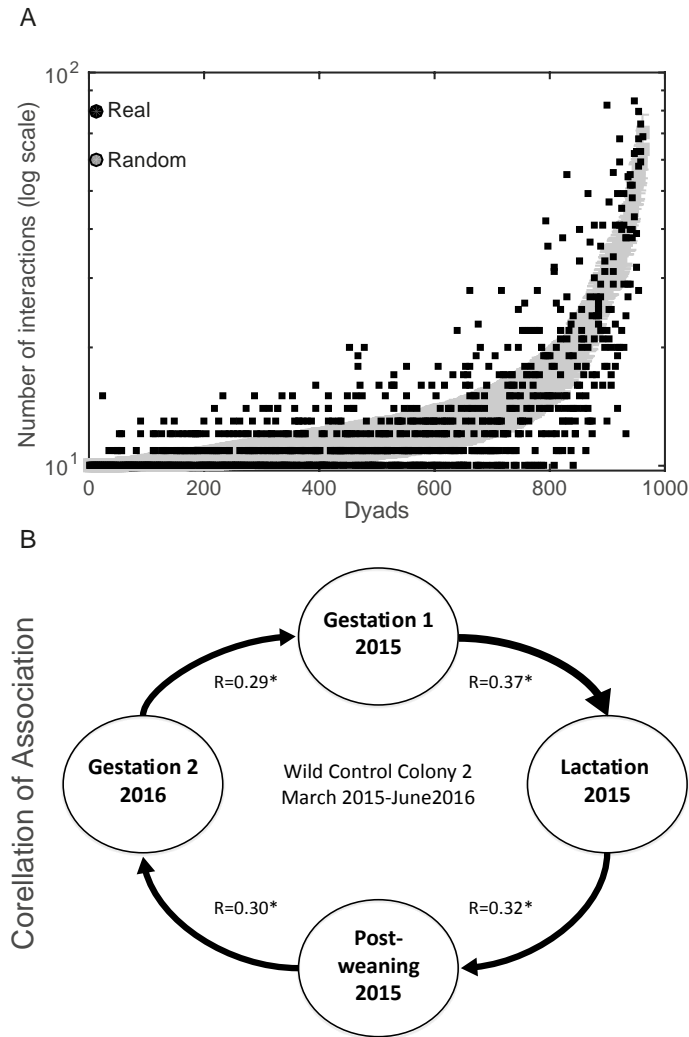 A
10²
Real
Random
Number of interactions (log scale)
10¹
0 200 400 600 800 1000
Dyads
B
Corellation of Association
Gestation 1
2015
R=0.29*
R=0.37*
Gestation 2
2016
Wild Control Colony 2
March 2015-June2016
Lactation
2015
R=0.30*
R=0.32*
Post-
weaning
2015